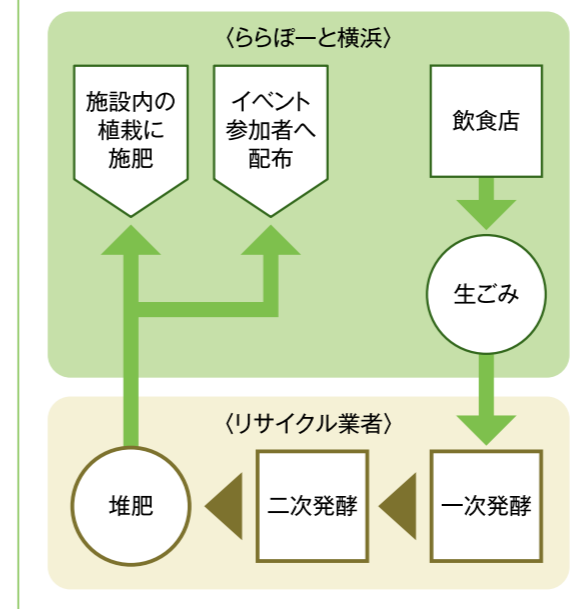 〈ららぽーと横浜〉
施設内の
植栽に
施肥
イベント
参加者へ
配布
飲食店
生ごみ
〈リサイクル業者〉
堆肥
二次発酵
一次発酵